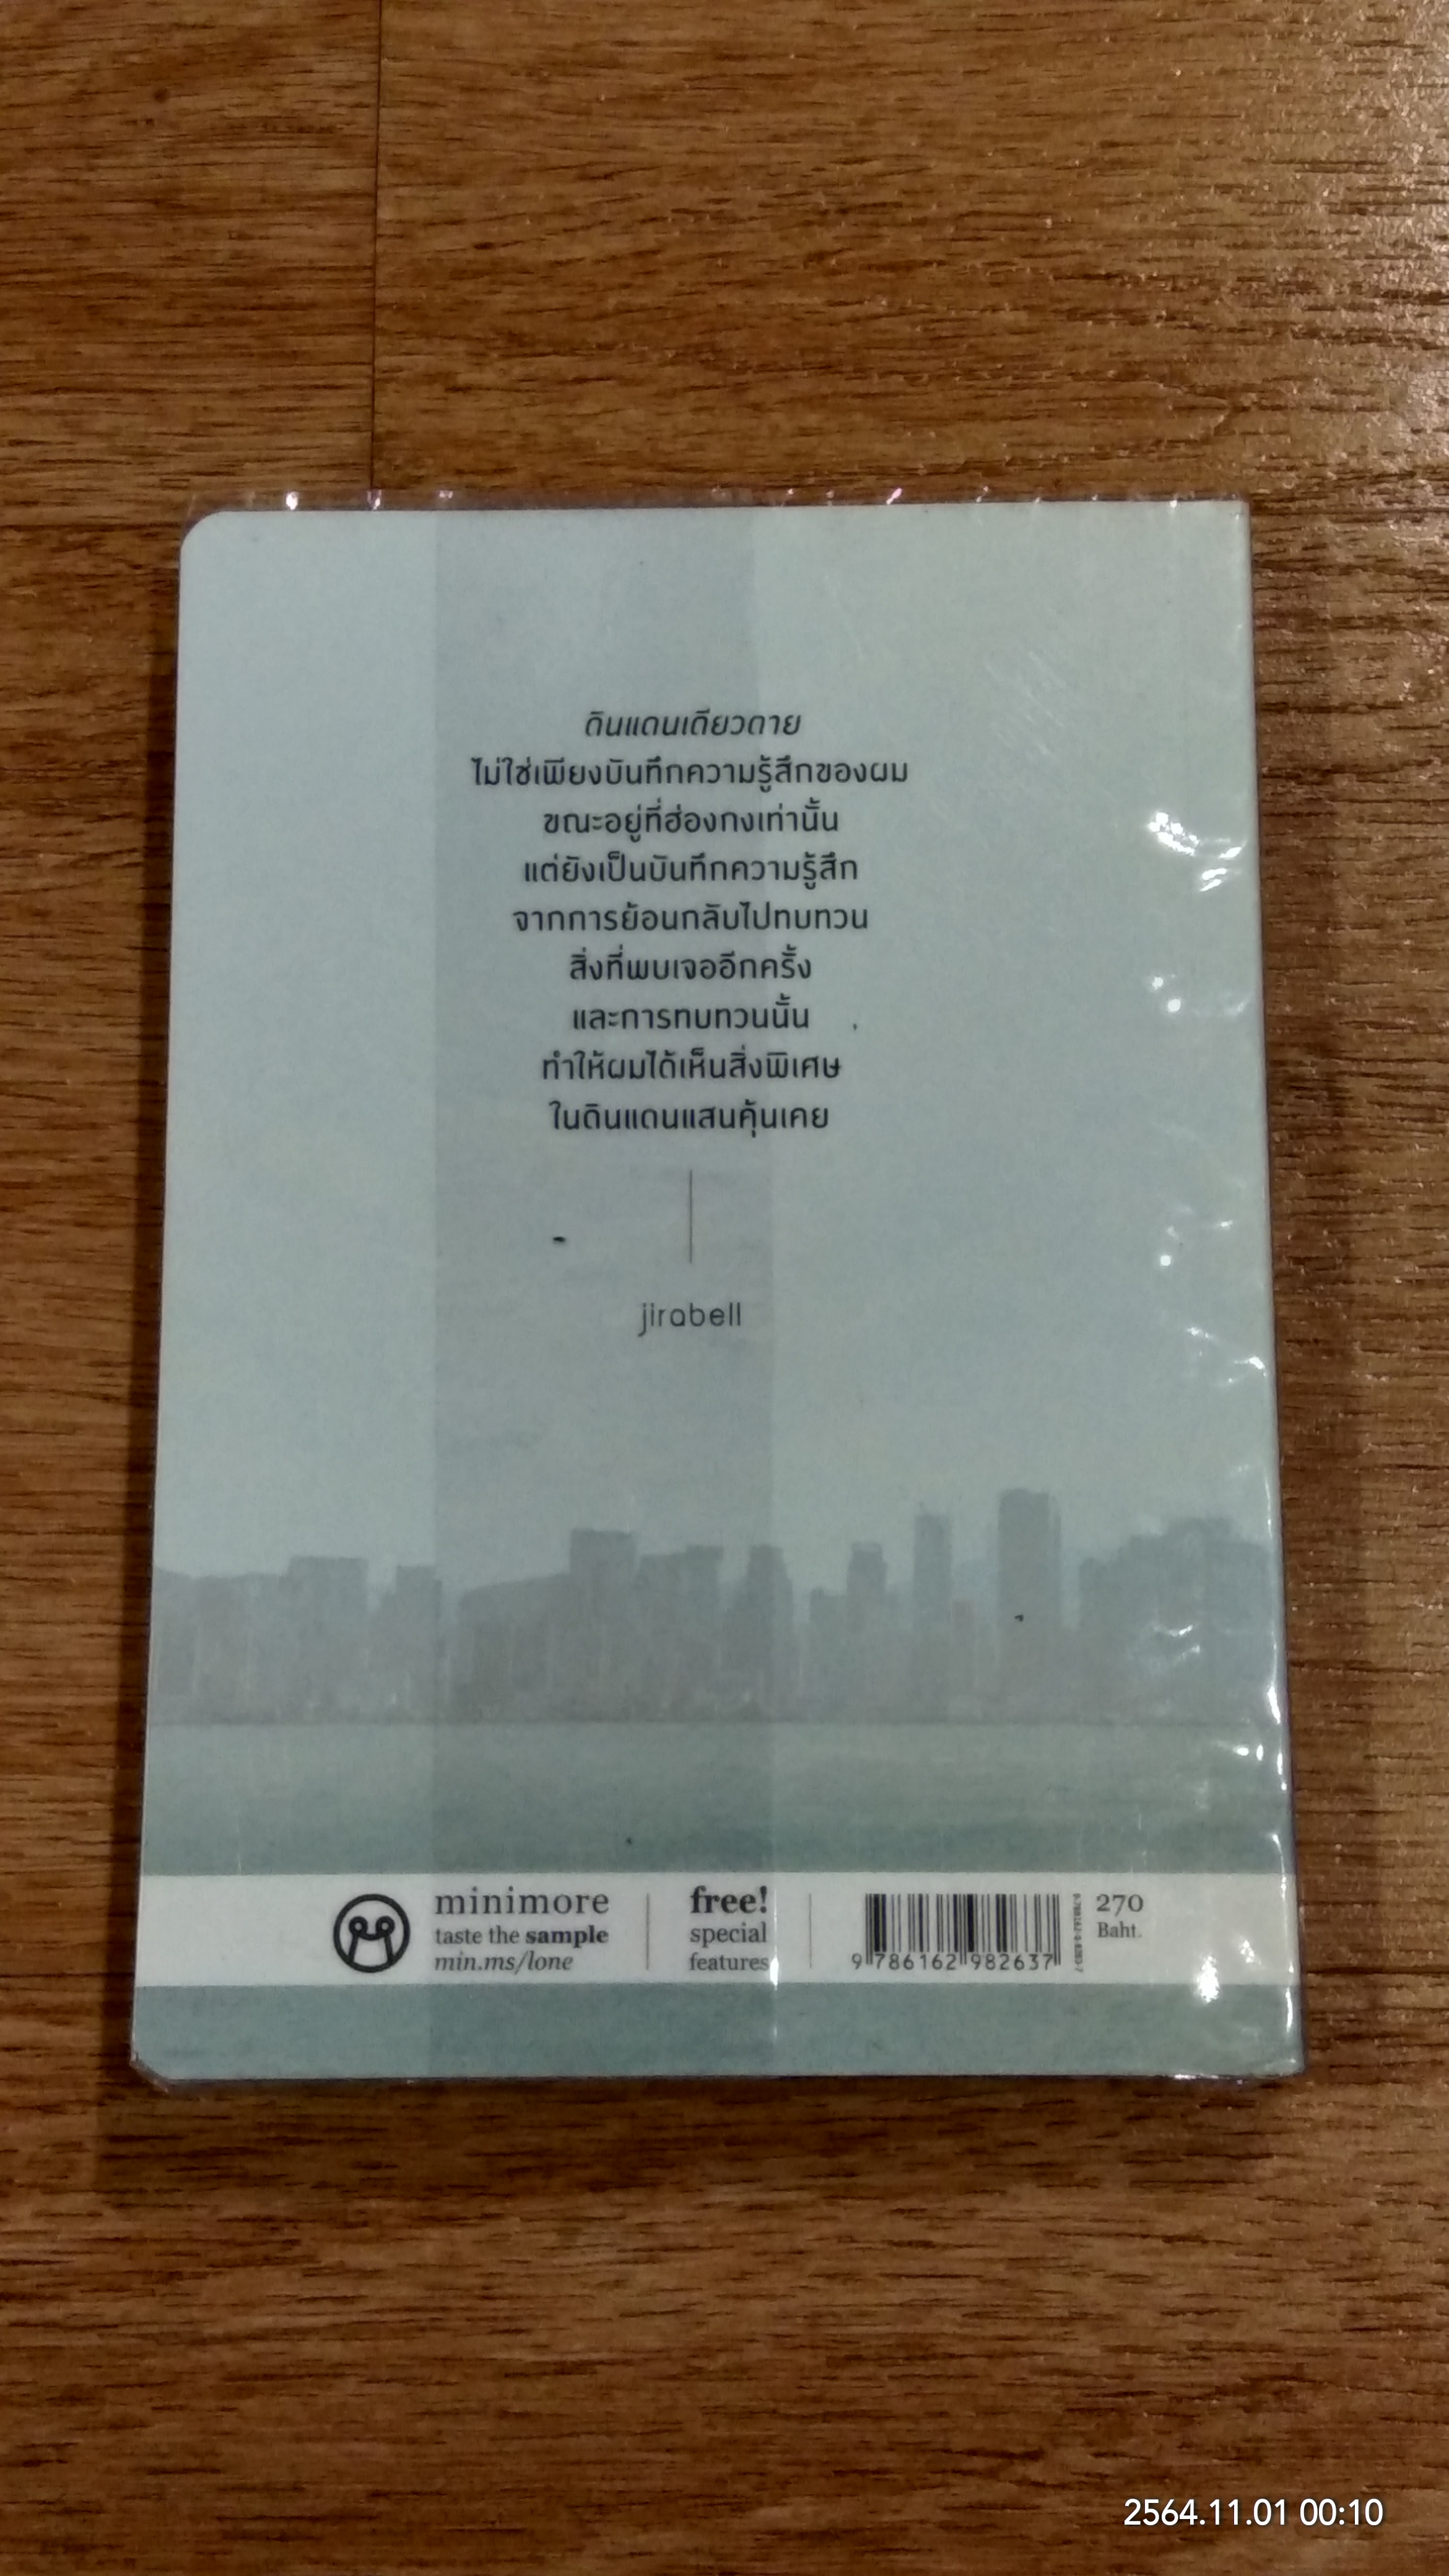 ดินแดนเดียวดาย
ไม่ใช่เพียงบันทึกความรู้สึกของผม
ขณะอยู่ที่ฮ่องกงเท่านั้น
แต่ยังเป็นบันทึกความรู้สึก
จากการย้อนกลับไปทบทวน
สิ่งที่พบเจออีกครั้ง
และการทบทวนนั้น
ทำให้ผมได้เห็นสิ่งพิเศษ
ในดินแดนแสนคุ้นเคย
jirabell
minimore
taste the sample
min.ms/lone
free!
special
features
9 786162 982637
270
Baht.
2564.11.01 00:10